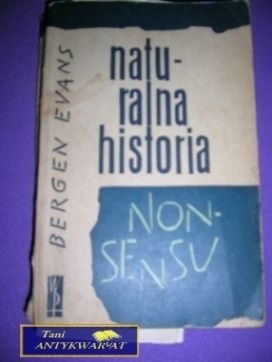 BERGEN EVANS
natu-
ralna
historia
NON-
SENSU
Tani
ANTYKWARIAT